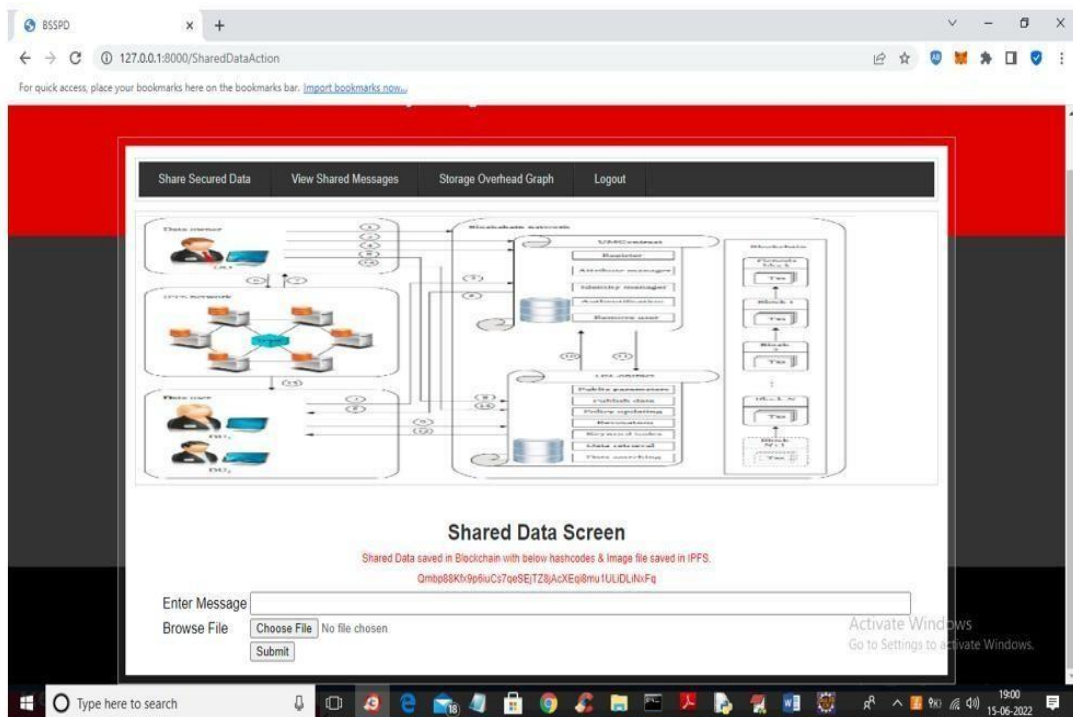 BSSPD
127.0.0.1:8000/SharedDataAction
For quick access, place your bookmarks here on the bookmarks bar. Import bookmarks now...
Share Secured Data View Shared Messages Storage Overhead Graph Logout
Data owner
Blockchain network
UMContract
Blockchain
Register
Attribute manager
Identity manager
Authentification
Remove user
IPFS network
Data user
Public parameters
Publish data
Policy updating
Revocation
Keyword index
Data retrieval
Data searching
Block 1
Block N
Block
N+1
Shared Data Screen
Shared Data saved in Blockchain with below hashcodes & Image file saved in IPFS.
Enter Message
Browse File Choose File No file chosen
Submit
Activate Windows
Go to Settings to activate Windows.
Type here to search
19:00
15-06-2022